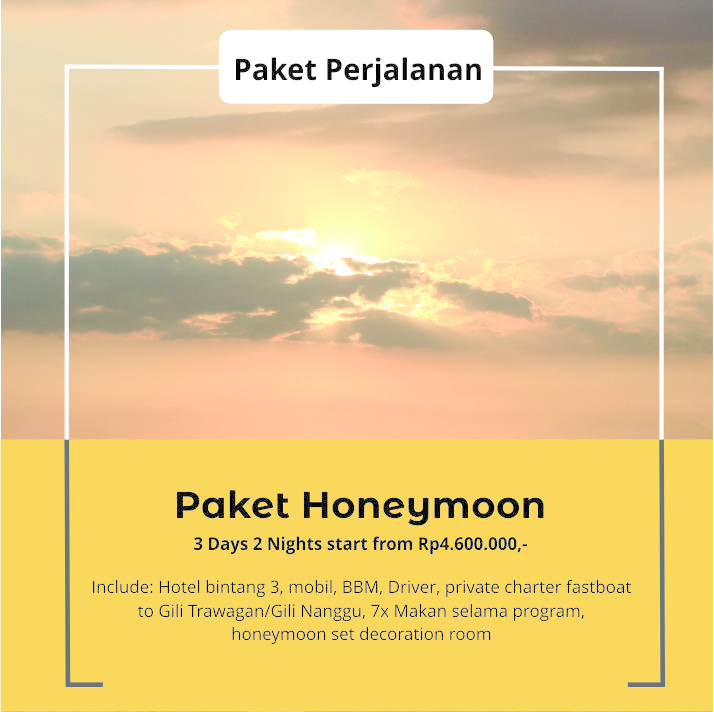 Paket Perjalanan
Paket Honeymoon
3 Days 2 Nights start from Rp4.600.000,-
Include: Hotel bintang 3, mobil, BBM, Driver, private charter fastboat
to Gili Trawagan/Gili Nanggu, 7x Makan selama program,
honeymoon set decoration room